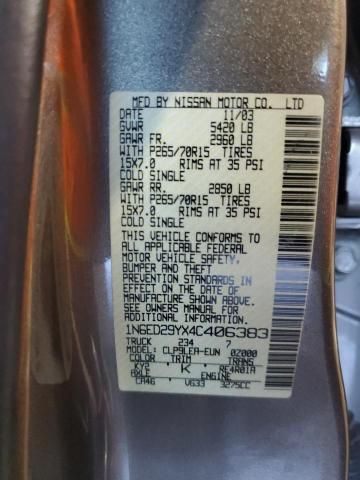 MFD BY NISSAN MOTOR CO. LTD
DATE 11/03
GVWR 5420 LB
GAWR FR. 2960 LB
WITH P265/70R15 TIRES
15X7.0 RIMS AT 35 PSI
COLD SINGLE
GAWR RR. 2850 LB
WITH P265/70R15 TIRES
15X7.0 RIMS AT 35 PSI
COLD SINGLE
THIS VEHICLE CONFORMS TO
ALL APPLICABLE FEDERAL
MOTOR VEHICLE SAFETY,
BUMPER AND THEFT
PREVENTION STANDARDS IN
EFFECT ON THE DATE OF
MANUFACTURE SHOWN ABOVE.
(SEE OWNER'S MANUAL FOR
ADDITIONAL INFORMATION)
1N6ED29YX4C406383
TRUCK 234 7
MODEL: CLP9LEA-EUN 02000
COLOR TRIM TRANS
KY2 K RE4R01A
AXLE ENGINE
CA46 VG33 3275CC